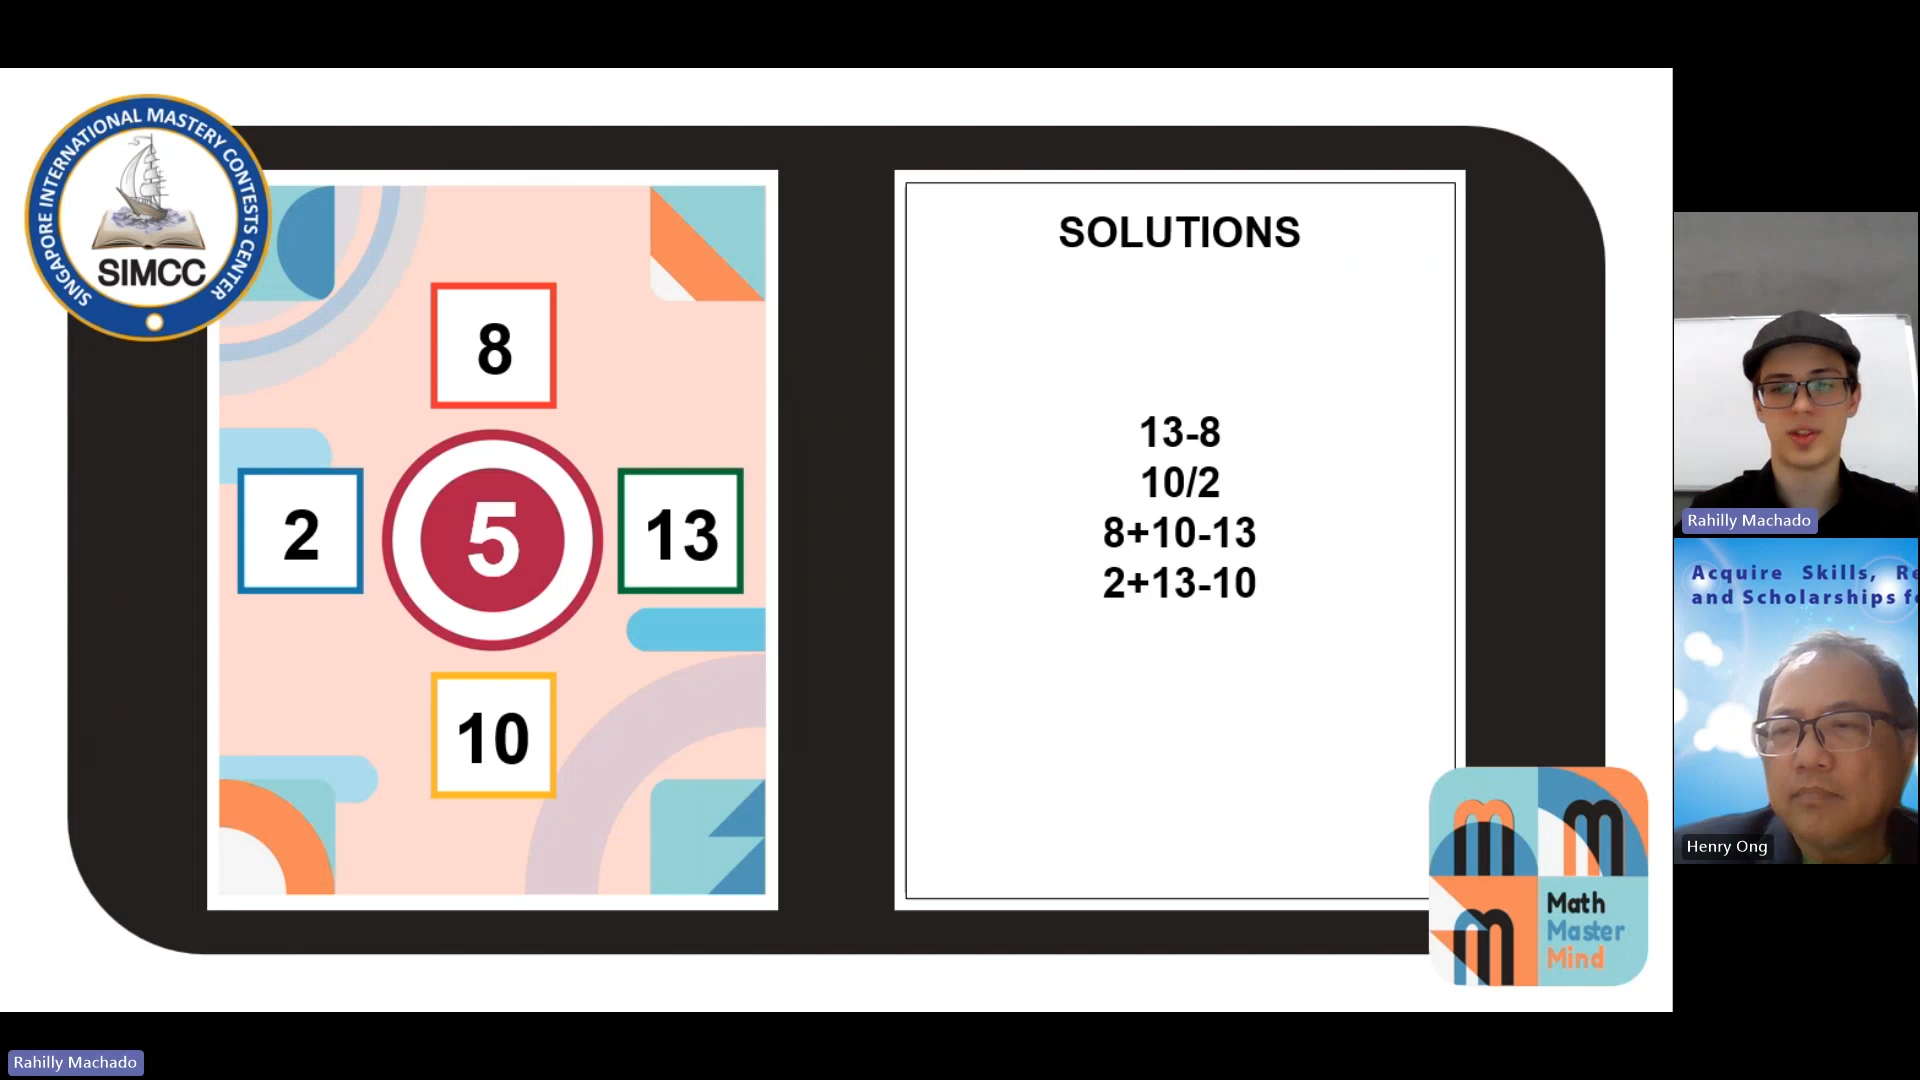 SINGAPORE INTERNATIONAL MASTERY CONTESTS CENTER
SIMCC
8
2
5
13
10
SOLUTIONS
13-8
10/2
8+10-13
2+13-10
Math
Master
Mind
Rahilly Machado
Acquire Skills,
and Scholarships
Henry Ong
Rahilly Machado